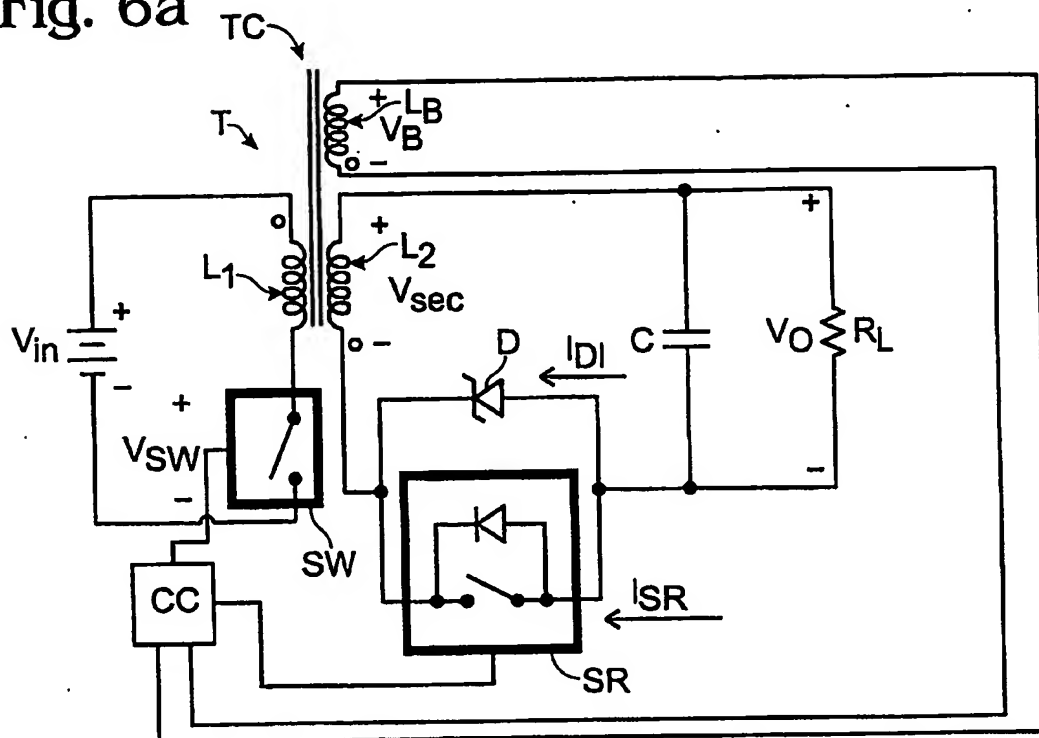 Fig. 6a
TC
T
+
LB
VB
o -
o
+
L1
L2
Vsec
o -
Vin
+
-
+
VSW
-
SW
D
IDI
C
+
VO
RL
-
CC
ISR
SR